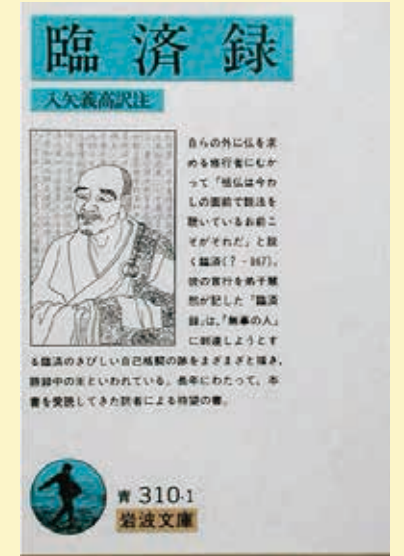 臨済録
入矢義高訳注
自らの外に仏を求
める修行者にむか
って「祖仏は今わ
しの面前で説法を
聴いているお前こ
そがそれだ」と説
く臨済(？‐867)。
彼の言行を弟子慧
然が記した『臨済
録』は、「無事の人」
に到達しようとす
る臨済のきびしい自己格闘の跡をまざまざと描き、
語録中の王といわれている。長年にわたって、本
書を愛読してきた訳者による待望の書。
青 310-1
岩波文庫